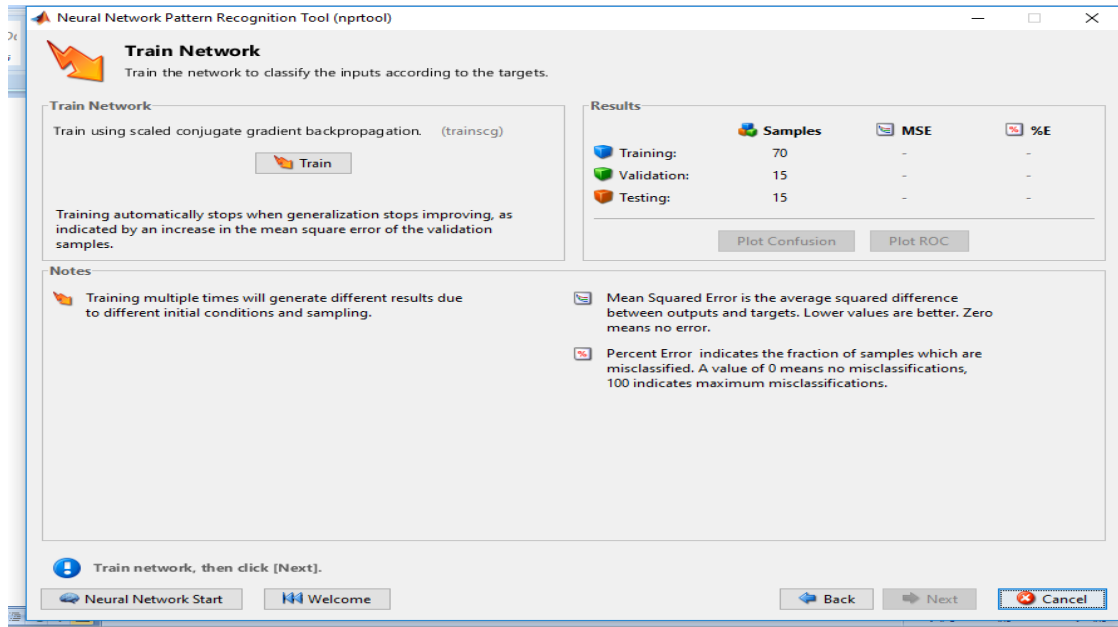 Neural Network Pattern Recognition Tool (nprtool)
Train Network
Train the network to classify the inputs according to the targets.
Train Network
Train using scaled conjugate gradient backpropagation. (trainscg)
Train
Training automatically stops when generalization stops improving, as
indicated by an increase in the mean square error of the validation
samples.
Results
Samples MSE %E
Training: 70 - -
Validation: 15 - -
Testing: 15 - -
Plot Confusion Plot ROC
Notes
Training multiple times will generate different results due
to different initial conditions and sampling.
Mean Squared Error is the average squared difference
between outputs and targets. Lower values are better. Zero
means no error.
Percent Error indicates the fraction of samples which are
misclassified. A value of 0 means no misclassifications,
100 indicates maximum misclassifications.
Train network, then click [Next].
Neural Network Start Welcome Back Next Cancel